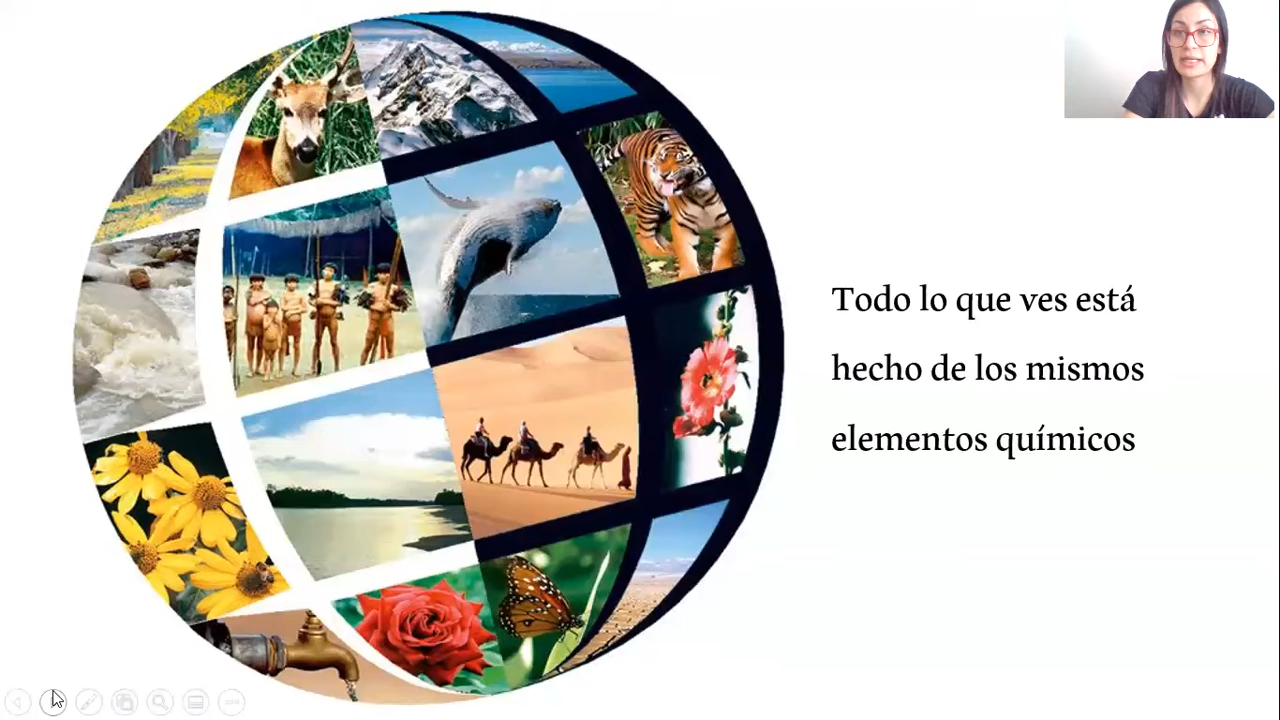 Todo lo que ves está
hecho de los mismos
elementos químicos